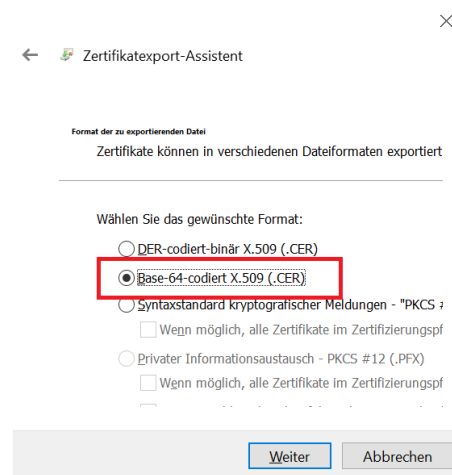 Zertifikatexport-Assistent
Format der zu exportierenden Datei
Zertifikate können in verschiedenen Dateiformaten exportiert
Wählen Sie das gewünschte Format:
DER-codiert-binär X.509 (.CER)
Base-64-codiert X.509 (.CER)
Syntaxstandard kryptografischer Meldungen - "PKCS
Wenn möglich, alle Zertifikate im Zertifizierungspf
Privater Informationsaustausch - PKCS #12 (.PFX)
Wenn möglich, alle Zertifikate im Zertifizierungspf
Weiter
Abbrechen